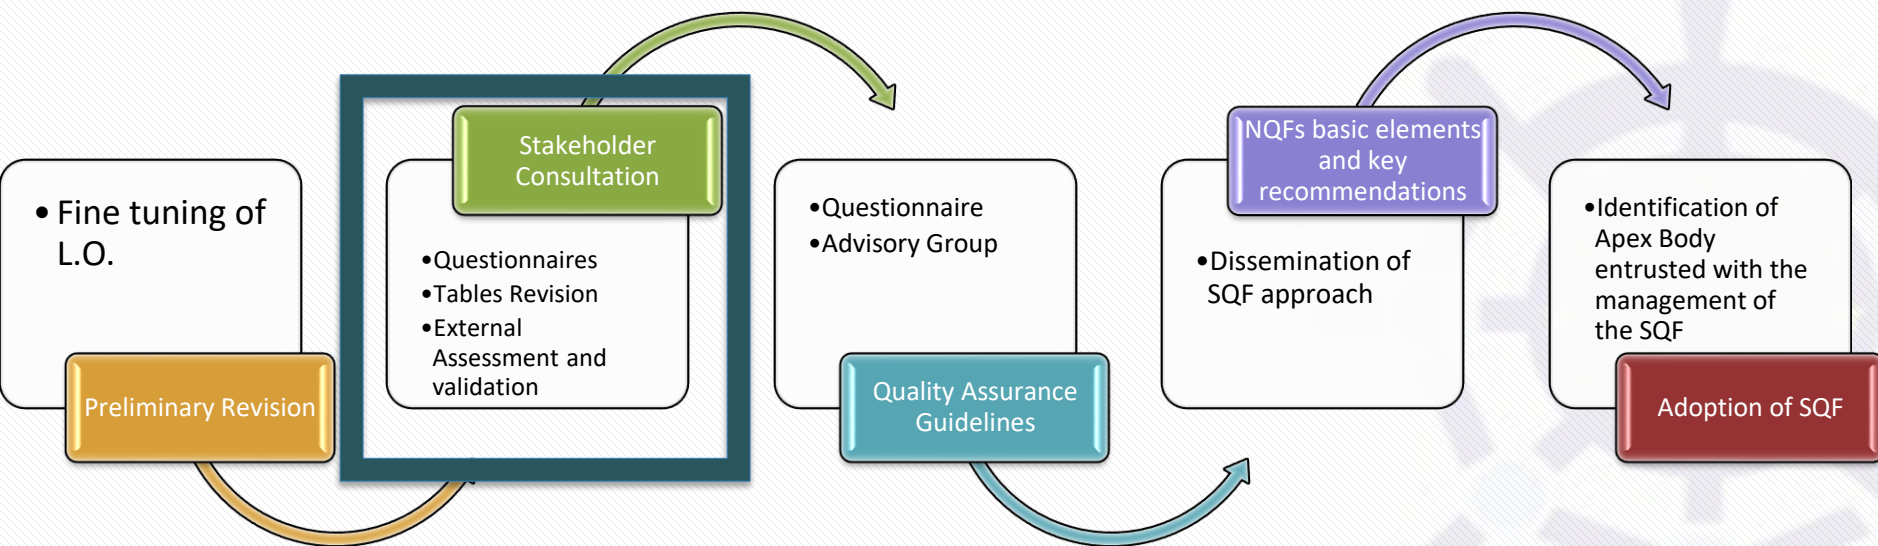 • Fine tuning of
L.O.
Preliminary Revision
Stakeholder
Consultation
•Questionnaires
•Tables Revision
•External
Assessment and
validation
•Questionnaire
•Advisory Group
Quality Assurance
Guidelines
NQFs basic elements
and key
recommendations
•Dissemination of
SQF approach
•Identification of
Apex Body
entrusted with the
management of
the SQF
Adoption of SQF